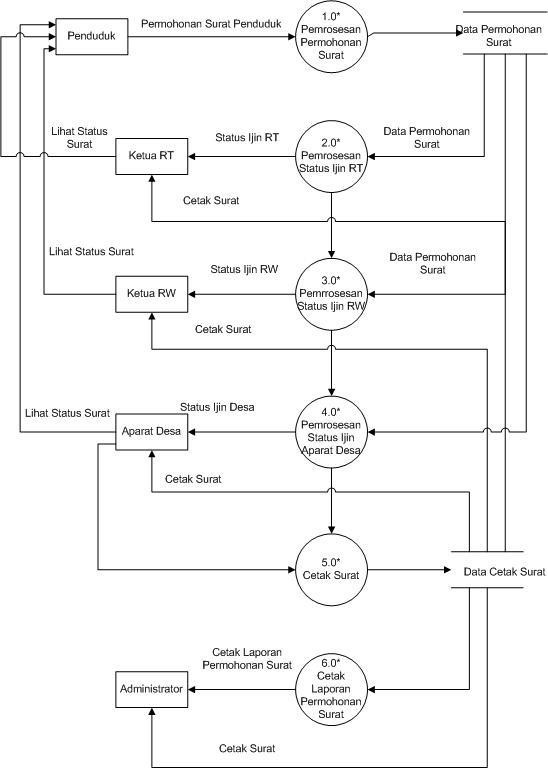 Penduduk
Permohonan Surat Penduduk
1.0*
Pemrosesan
Permohonan
Surat
Data Permohonan
Surat
Lihat Status
Surat
Ketua RT
Status Ijin RT
2.0*
Pemrosesan
Status Ijin RT
Data Permohonan
Surat
Cetak Surat
Lihat Status Surat
Ketua RW
Status Ijin RW
3.0*
Pemrrosesan
Status Ijin RW
Data Permohonan
Surat
Cetak Surat
Lihat Status Surat
Aparat Desa
Status Ijin Desa
4.0*
Pemrosesan
Status Ijin
Aparat Desa
Cetak Surat
5.0*
Cetak Surat
Data Cetak Surat
Administrator
Cetak Laporan
Permohonan Surat
6.0*
Cetak
Laporan
Permohonan
Surat
Cetak Surat